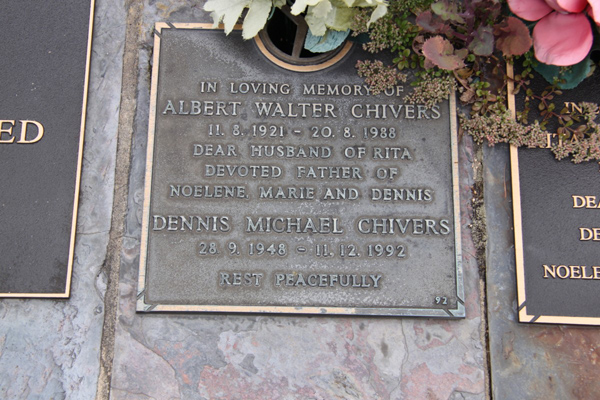 IN LOVING MEMORY OF
ALBERT WALTER CHIVERS
11. 3. 1921 - 20. 8. 1988
DEAR HUSBAND OF RITA
DEVOTED FATHER OF
NOELENE, MARIE AND DENNIS
DENNIS MICHAEL CHIVERS
28. 9. 1948 - 11. 12. 1992
REST PEACEFULLY
92
ED
IN
DEA
DE
NOELE